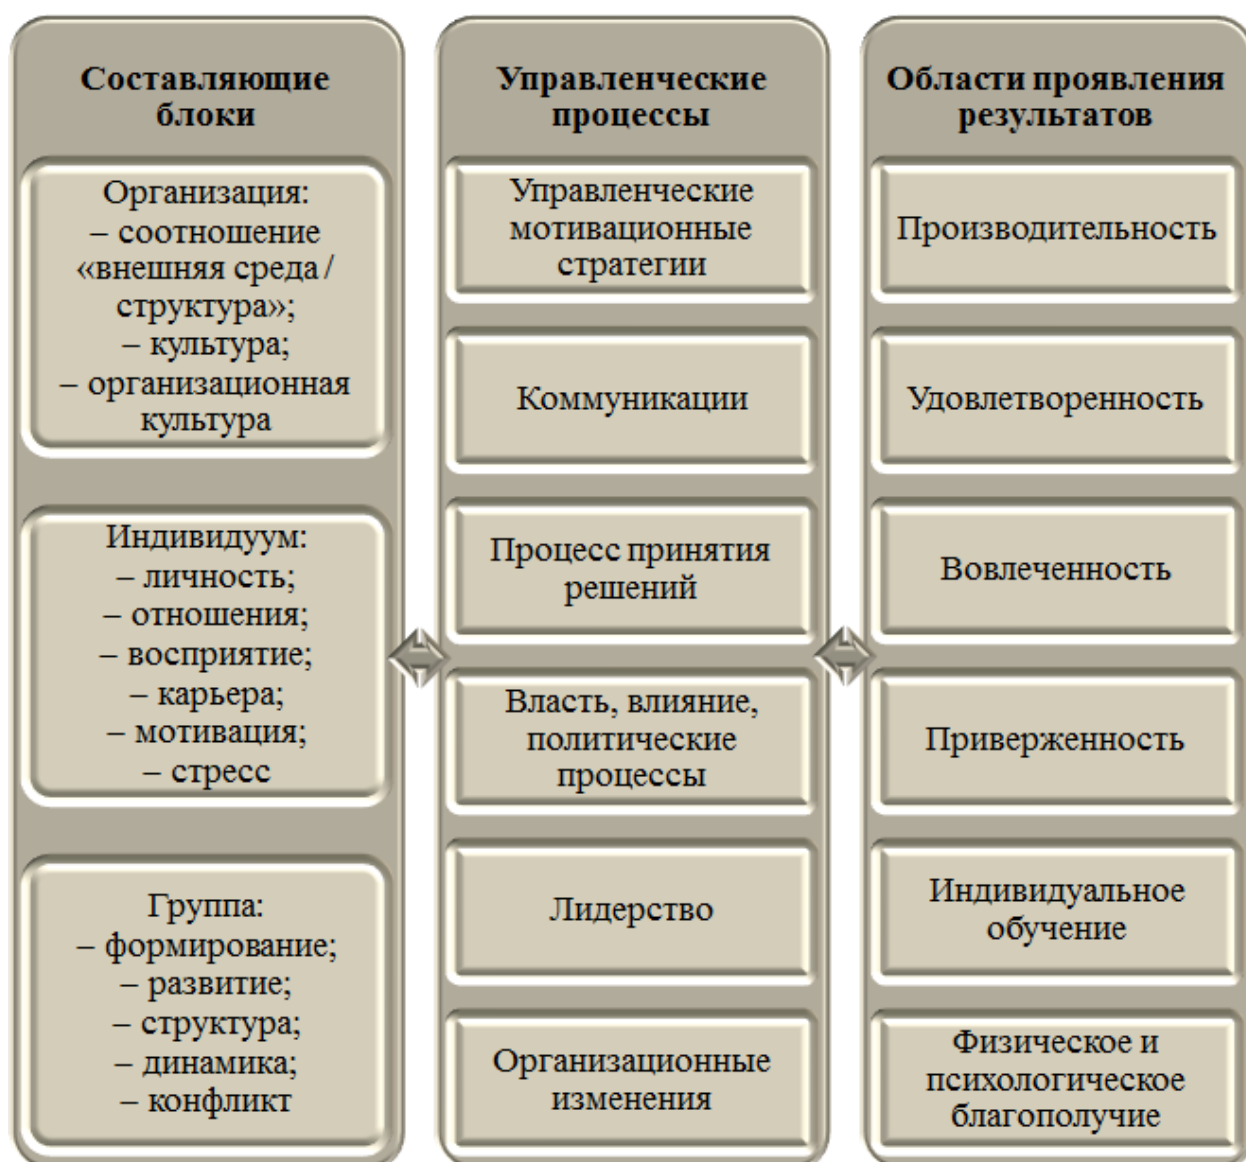 Составляющие
блоки
Организация:
– соотношение
«внешняя среда /
структура»;
– культура;
– организационная
культура
Индивидуум:
– личность;
– отношения;
– восприятие;
– карьера;
– мотивация;
– стресс
Группа:
– формирование;
– развитие;
– структура;
– динамика;
– конфликт
Управленческие
процессы
Управленческие
мотивационные
стратегии
Коммуникации
Процесс принятия
решений
Власть, влияние,
политические
процессы
Лидерство
Организационные
изменения
Области проявления
результатов
Производительность
Удовлетворенность
Вовлеченность
Приверженность
Индивидуальное
обучение
Физическое и
психологическое
благополучие